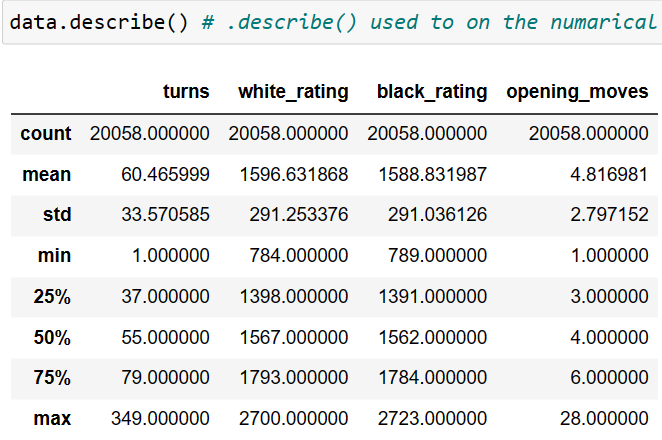 data.describe() # .describe() used to on the numarical
turns white_rating black_rating opening_moves
count 20058.000000 20058.000000 20058.000000 20058.000000
mean 60.465999 1596.631868 1588.831987 4.816981
std 33.570585 291.253376 291.036126 2.797152
min 1.000000 784.000000 789.000000 1.000000
25% 37.000000 1398.000000 1391.000000 3.000000
50% 55.000000 1567.000000 1562.000000 4.000000
75% 79.000000 1793.000000 1784.000000 6.000000
max 349.000000 2700.000000 2723.000000 28.000000